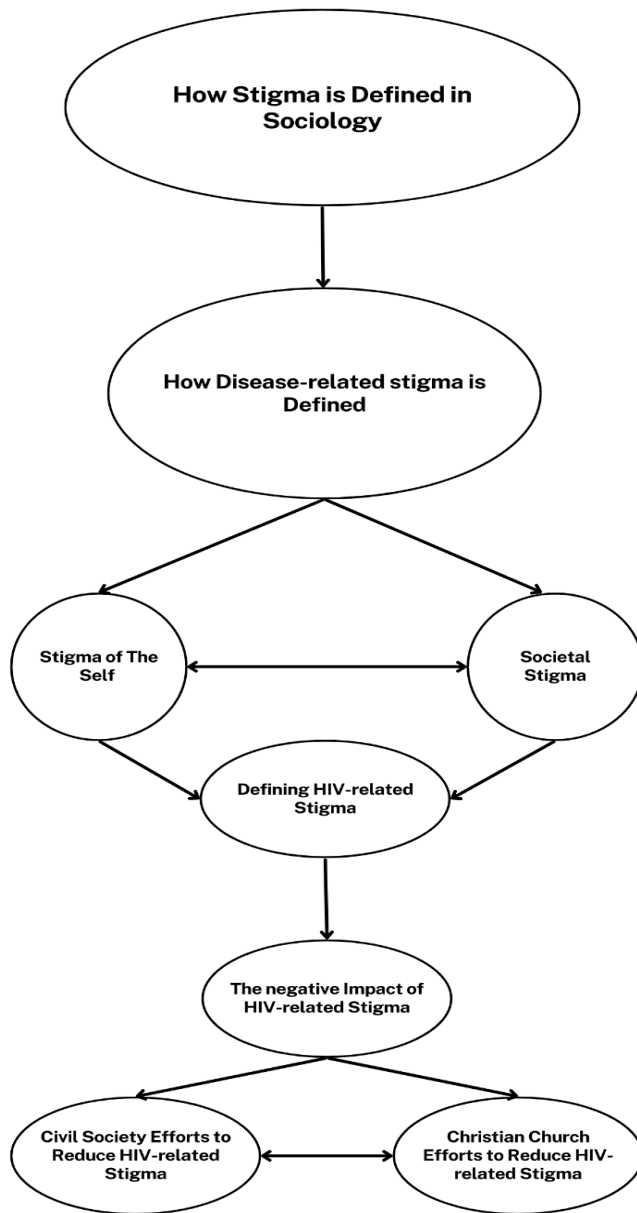 How Stigma is Defined in
Sociology
How Disease-related stigma is
Defined
Stigma of The
Self
Societal
Stigma
Defining HIV-related
Stigma
The negative Impact of
HIV-related Stigma
Civil Society Efforts to
Reduce HIV-related
Stigma
Christian Church
Efforts to Reduce HIV-
related Stigma